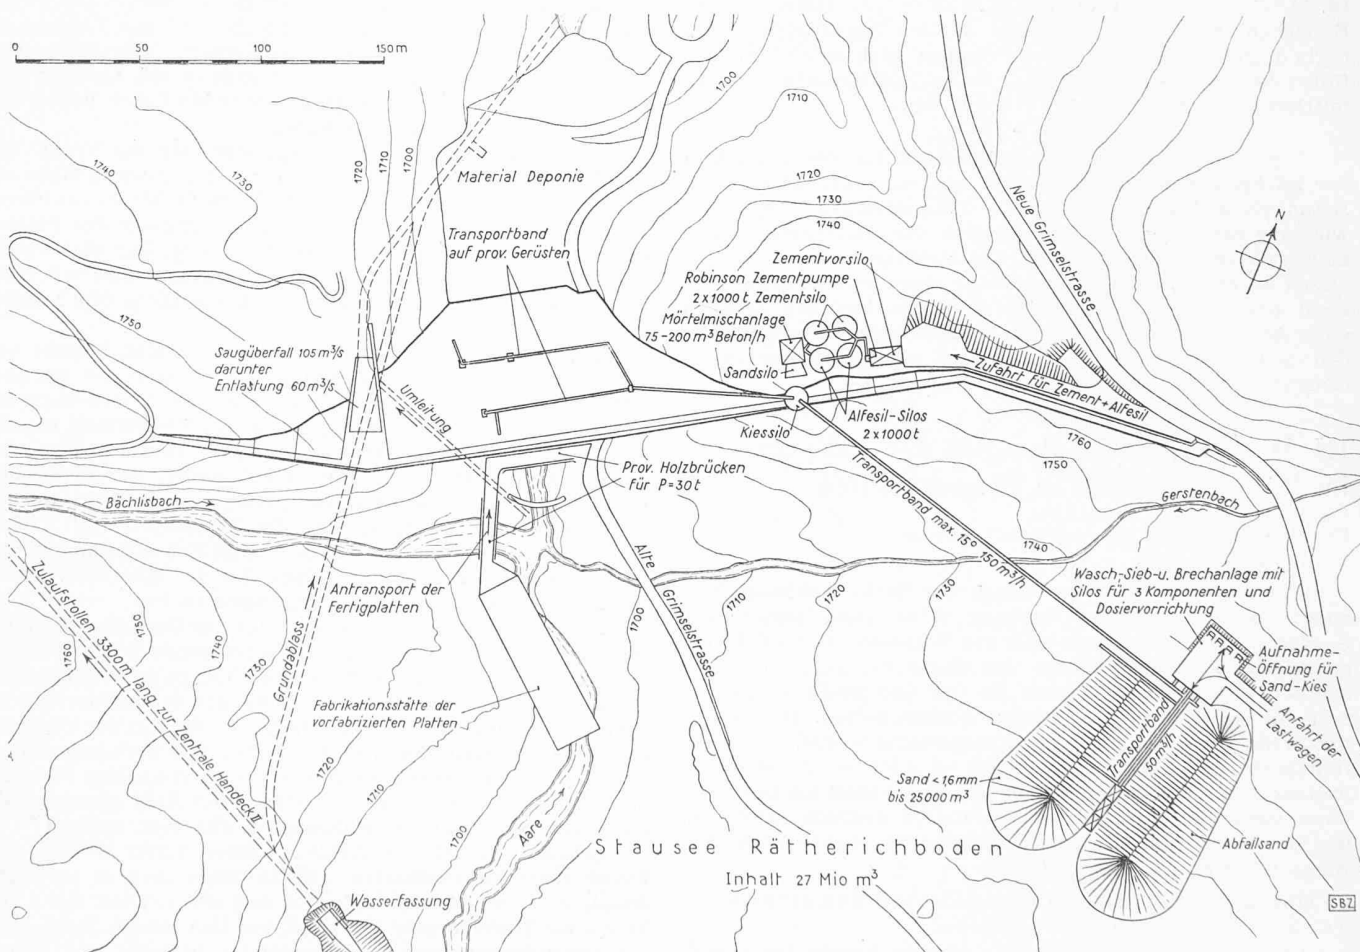 0 50 100 150 m
1700
1710
1740
1730
1720
1710
1700
Material Deponie
1720
1730
1740
Neue Grimselstrasse
N
Transportband
auf prov. Gerüsten
Zementvorsilo
Robinson Zementpumpe
2 x 1000 t, Zementsilo
Mörtelmischanlage
75-200 m³ Beton/h
Sandsilo
1750
Saugüberfall 105 m³/s
darunter
Entlastung 60 m³/s
Umleitung
Zufahrt für Zement + Alfesil
Kiessilo
Alfesil-Silos
2 x 1000 t
1760
1750
Prov. Holzbrücken
für P=30 t
Transportband max. 15° 150 m³/h
Bächlisbach
Gerstenbach
1740
Alte Grimselstrasse
Wasch-Sieb-u. Brechanlage mit
Silos für 3 Komponenten und
Dosiervorrichtung
Antransport der
Fertigplatten
1700
1710
1720
1730
Zulaufstollen 3300 m lang zur Zentrale Handeck II
1760
1750
1740
1730
Grundablass
Aufnahme-
Öffnung für
Sand-Kies
Anfahrt der
Lastwagen
Fabrikationsstätte der
vorfabrizierten Platten
Transportband
50 m³/h
1720
1710
1700
Sand < 1,6 mm
bis 25000 m³
Aare
Stausee Rätherichboden
Inhalt 27 Mio m³
Abfallsand
Wasserfassung
SBZ